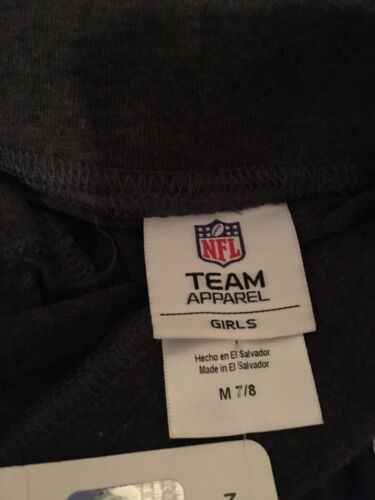 NFL
TEAM
APPAREL
GIRLS
Hecho en El Salvador
Made in El Salvador
M 7/8